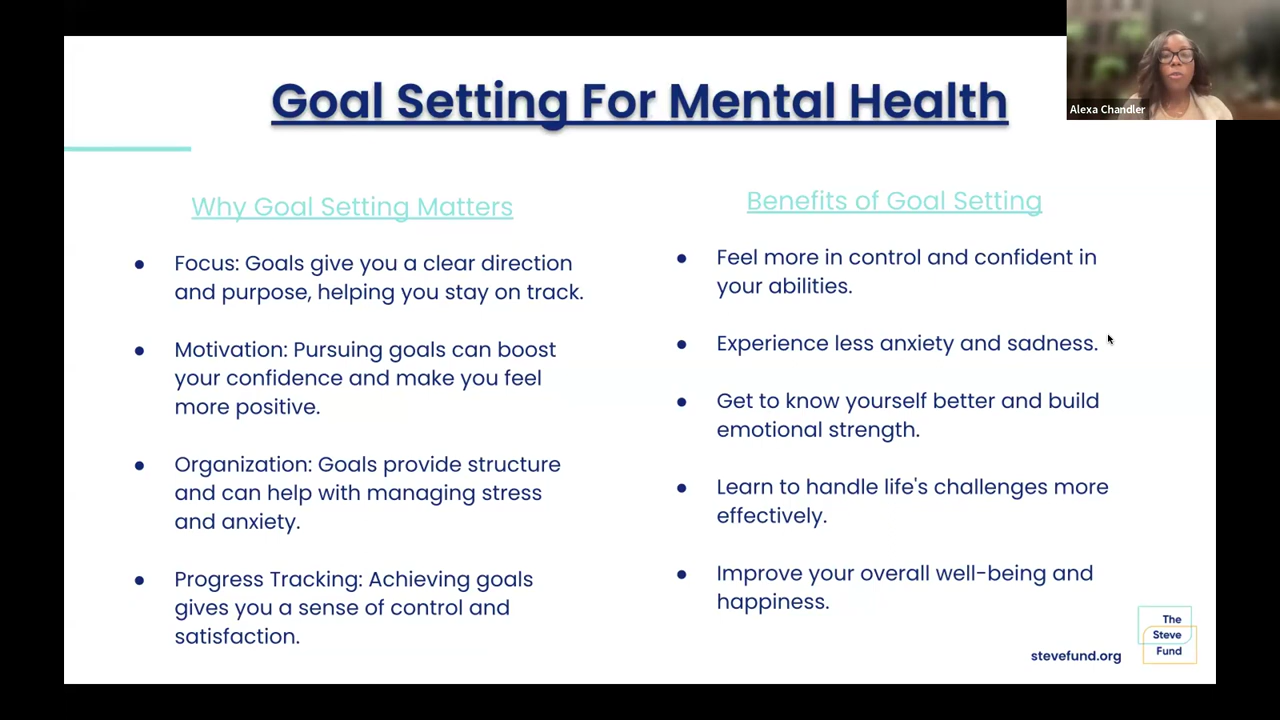 Goal Setting For Mental Health
Alexa Chandler
Why Goal Setting Matters
● Focus: Goals give you a clear direction
and purpose, helping you stay on track.
● Motivation: Pursuing goals can boost
your confidence and make you feel
more positive.
● Organization: Goals provide structure
and can help with managing stress
and anxiety.
● Progress Tracking: Achieving goals
gives you a sense of control and
satisfaction.
Benefits of Goal Setting
● Feel more in control and confident in
your abilities.
● Experience less anxiety and sadness.
● Get to know yourself better and build
emotional strength.
● Learn to handle life's challenges more
effectively.
● Improve your overall well-being and
happiness.
stevefund.org
The
Steve
Fund